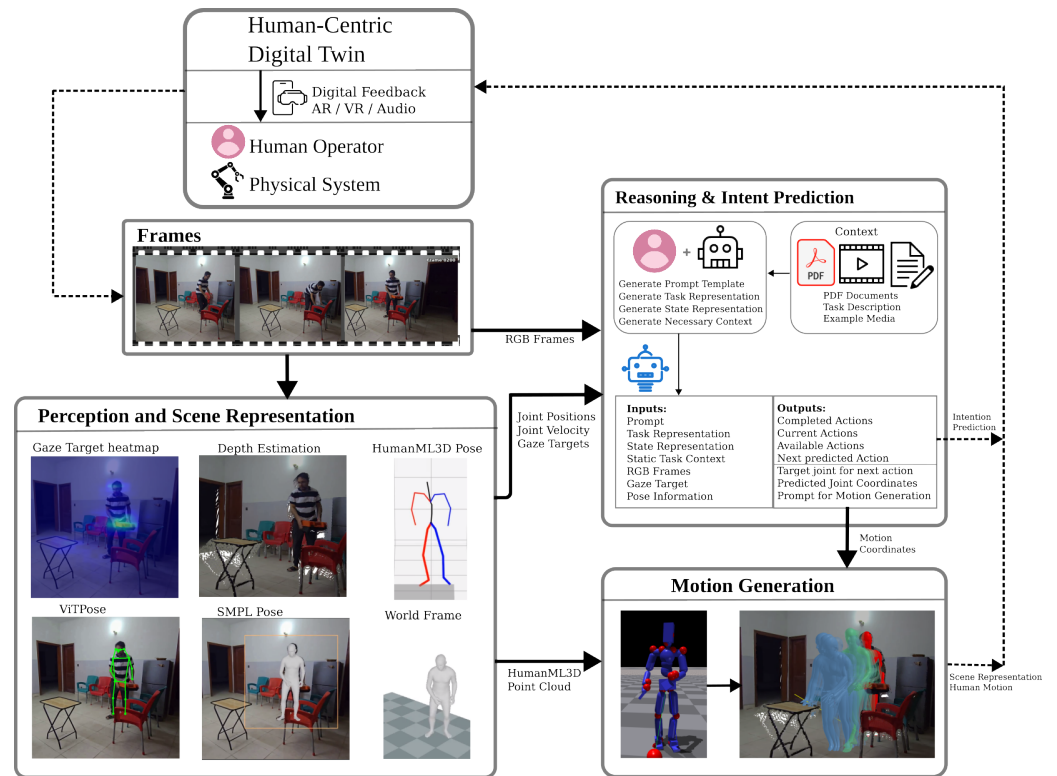 Human-Centric
Digital Twin
Digital Feedback
AR / VR / Audio
Human Operator
Physical System
Frames
RGB Frames
Reasoning & Intent Prediction
Generate Prompt Template
Generate Task Representation
Generate State Representation
Generate Necessary Context
Context
PDF
PDF Documents
Task Description
Example Media
Inputs:
Prompt
Task Representation
State Representation
Static Task Context
RGB Frames
Gaze Target
Pose Information
Outputs:
Completed Actions
Current Actions
Available Actions
Next predicted Action
Target joint for next action
Predicted Joint Coordinates
Prompt for Motion Generation
Intention
Prediction
Perception and Scene Representation
Gaze Target heatmap
Depth Estimation
HumanML3D Pose
ViTPose
SMPL Pose
World Frame
Joint Positions
Joint Velocity
Gaze Targets
Motion
Coordinates
HumanML3D
Point Cloud
Motion Generation
Scene Representation
Human Motion